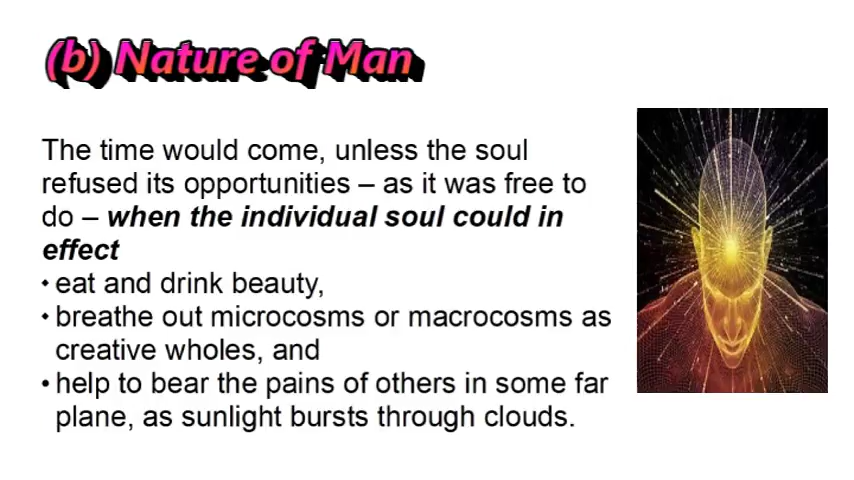 (b) Nature of Man
The time would come, unless the soul
refused its opportunities – as it was free to
do – when the individual soul could in
effect
• eat and drink beauty,
• breathe out microcosms or macrocosms as
creative wholes, and
• help to bear the pains of others in some far
plane, as sunlight bursts through clouds.